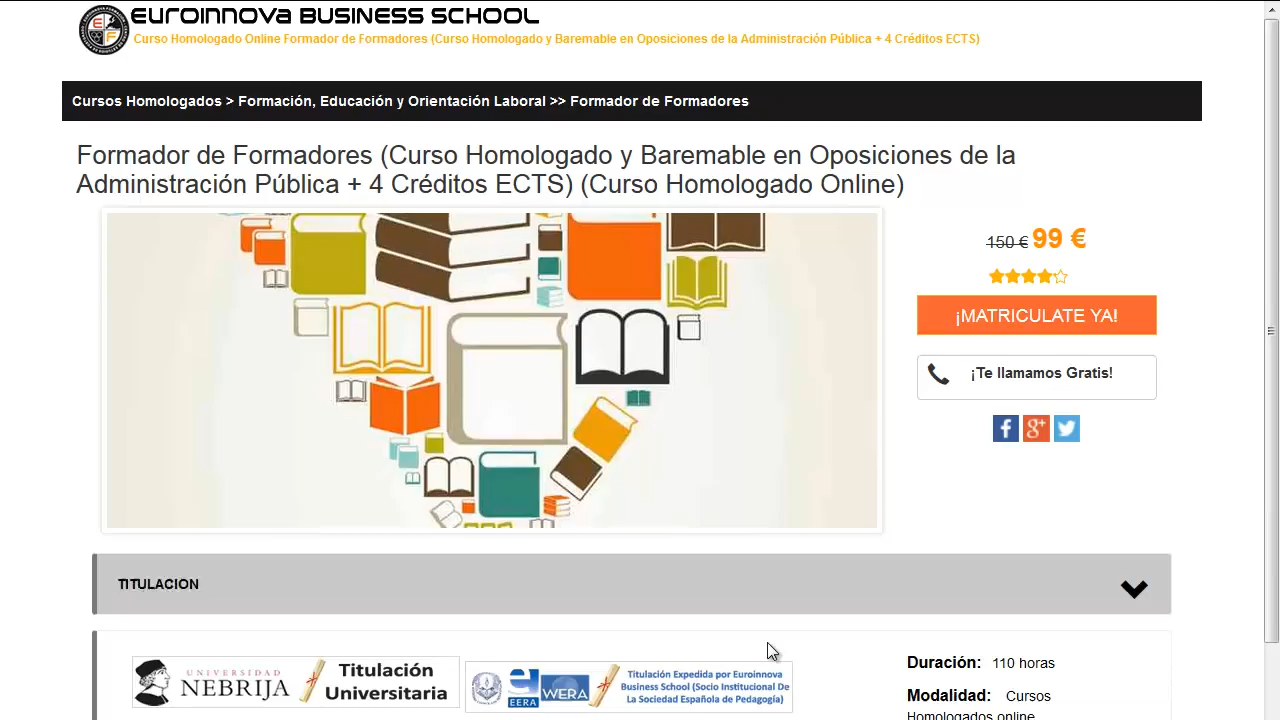 EUROINNOVA BUSINESS SCHOOL
Curso Homologado Online Formador de Formadores (Curso Homologado y Baremable en Oposiciones de la Administración Pública + 4 Créditos ECTS)
Cursos Homologados > Formación, Educación y Orientación Laboral >> Formador de Formadores
Formador de Formadores (Curso Homologado y Baremable en Oposiciones de la
Administración Pública + 4 Créditos ECTS) (Curso Homologado Online)
150 € 99 €
¡MATRICULATE YA!
¡Te llamamos Gratis!
TITULACION
UNIVERSIDAD
NEBRIJA
Titulación
Universitaria
EERA
WERA
Titulación Expedida por Euroinnova
Business School (Socio Institucional De
La Sociedad Española de Pedagogía)
Duración: 110 horas
Modalidad: Cursos
Homologados online